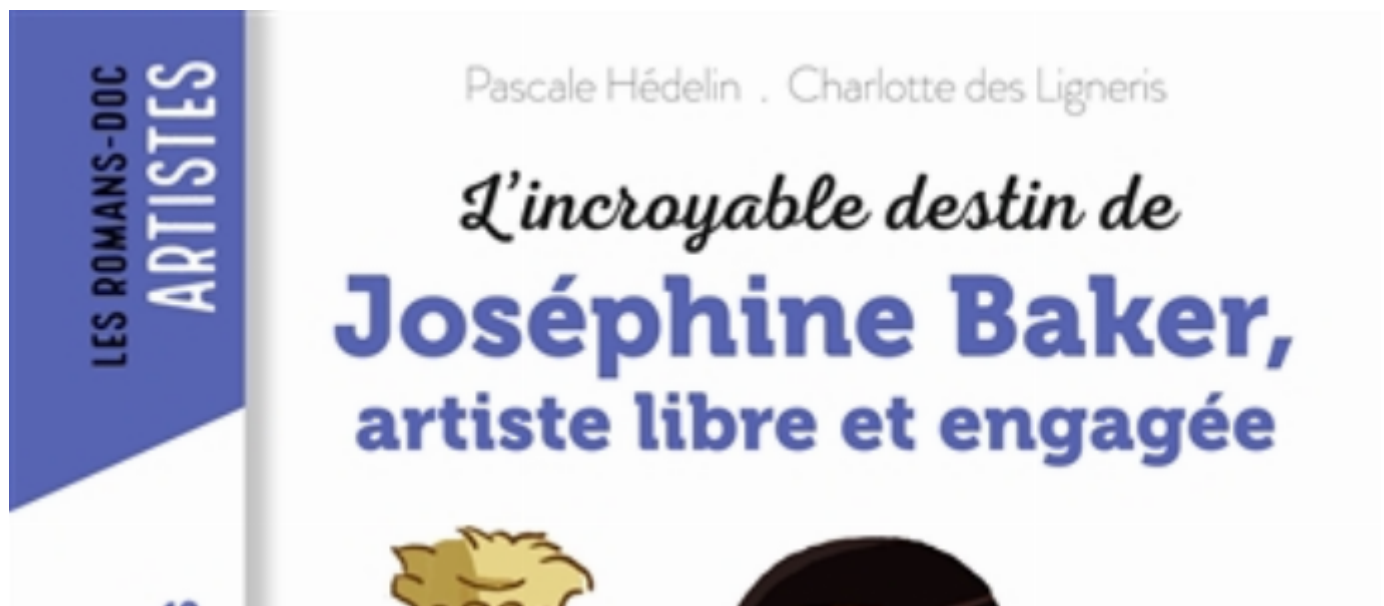 LES ROMANS-DOC
ARTISTES
Pascale Hédelin . Charlotte des Ligneris
L'incroyable destin de
Joséphine Baker,
artiste libre et engagée